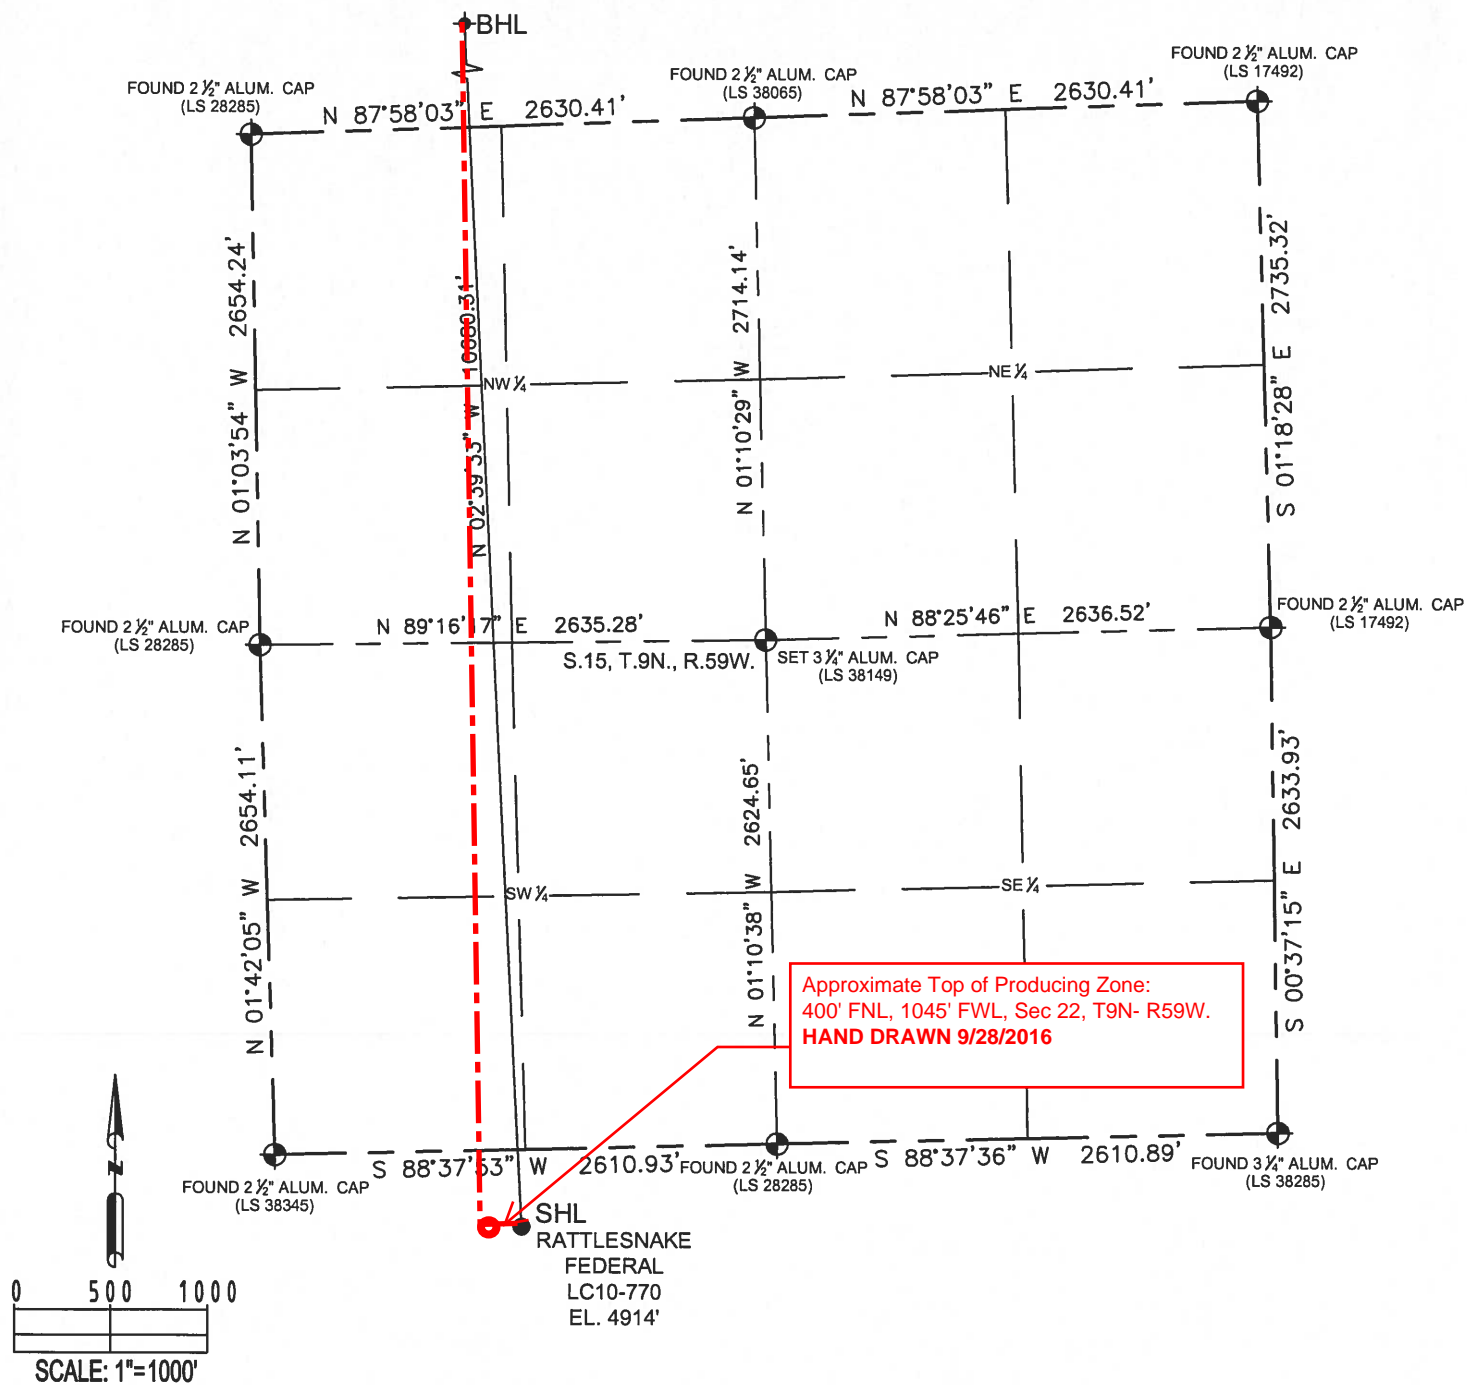 BHL
FOUND 2 ½" ALUM. CAP
(LS 28285)
FOUND 2 ½" ALUM. CAP
(LS 38065)
FOUND 2 ½" ALUM. CAP
(LS 17492)
N 87°58'03" E 2630.41'
N 87°58'03" E 2630.41'
N 01°03'54" W 2654.24'
N 02°39'33" W
N 01°10'29" W 2714.14'
S 01°18'28" E 2735.32'
NW ¼
NE ¼
FOUND 2 ½" ALUM. CAP
(LS 28285)
N 89°16'17" E 2635.28'
N 88°25'46" E 2636.52'
FOUND 2 ½" ALUM. CAP
(LS 17492)
S.15, T.9N., R.59W.
SET 3 ¼" ALUM. CAP
(LS 38149)
N 01°42'05" W 2654.11'
N 01°10'38" W 2624.65'
S 00°37'15" E 2633.93'
SW ¼
SE ¼
Approximate Top of Producing Zone:
400' FNL, 1045' FWL, Sec 22, T9N- R59W.
HAND DRAWN 9/28/2016
S 88°37'53" W 2610.93'
S 88°37'36" W 2610.89'
FOUND 2 ½" ALUM. CAP
(LS 38345)
FOUND 2 ½" ALUM. CAP
(LS 28285)
FOUND 3 ¼" ALUM. CAP
(LS 38285)
SHL
RATTLESNAKE
FEDERAL
LC10-770
EL. 4914'
N
0 500 1000
SCALE: 1"=1000'